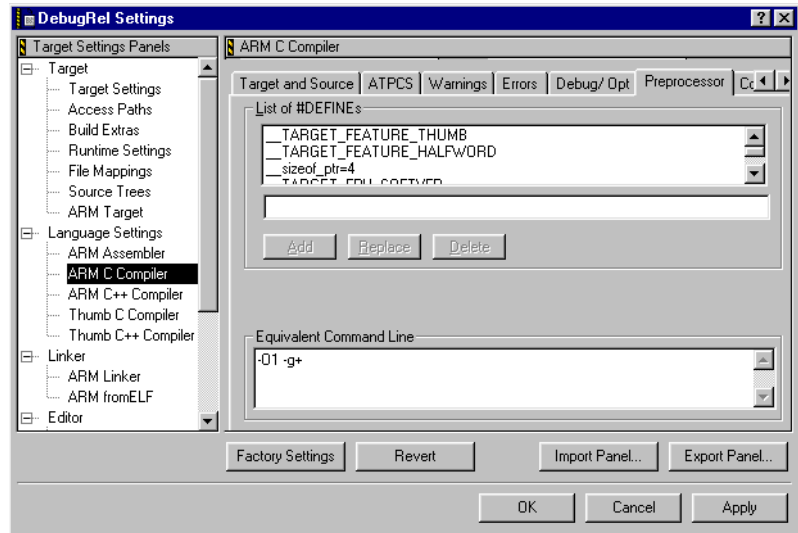 DebugRel Settings
Target Settings Panels
Target
Target Settings
Access Paths
Build Extras
Runtime Settings
File Mappings
Source Trees
ARM Target
Language Settings
ARM Assembler
ARM C Compiler
ARM C++ Compiler
Thumb C Compiler
Thumb C++ Compiler
Linker
ARM Linker
ARM fromELF
Editor
ARM C Compiler
Target and Source ATPCS Warnings Errors Debug/ Opt Preprocessor
List of #DEFINEs
__TARGET_FEATURE_THUMB
__TARGET_FEATURE_HALFWORD
__sizeof_ptr=4
Add Replace Delete
Equivalent Command Line
-O1 -g+
Factory Settings Revert Import Panel... Export Panel...
OK Cancel Apply